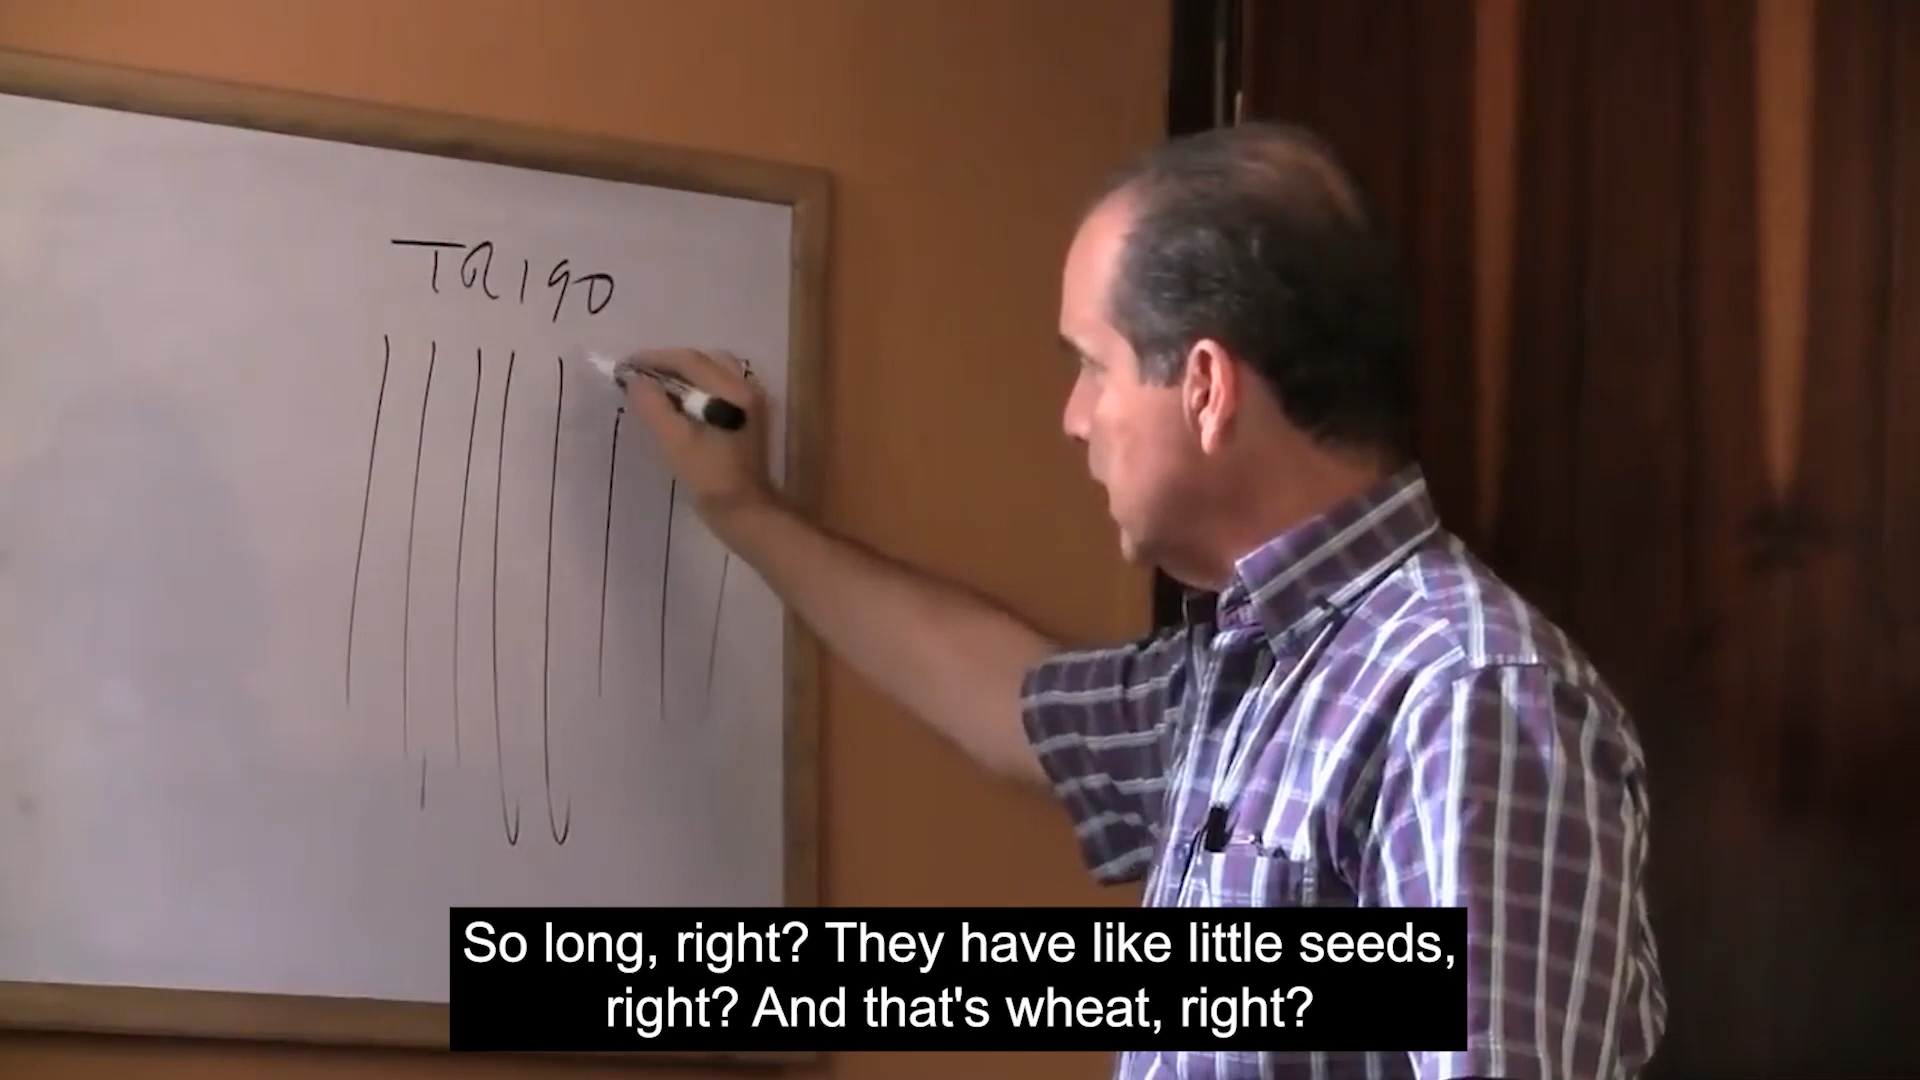 TRIgO
So long, right? They have like little seeds,
right? And that's wheat, right?